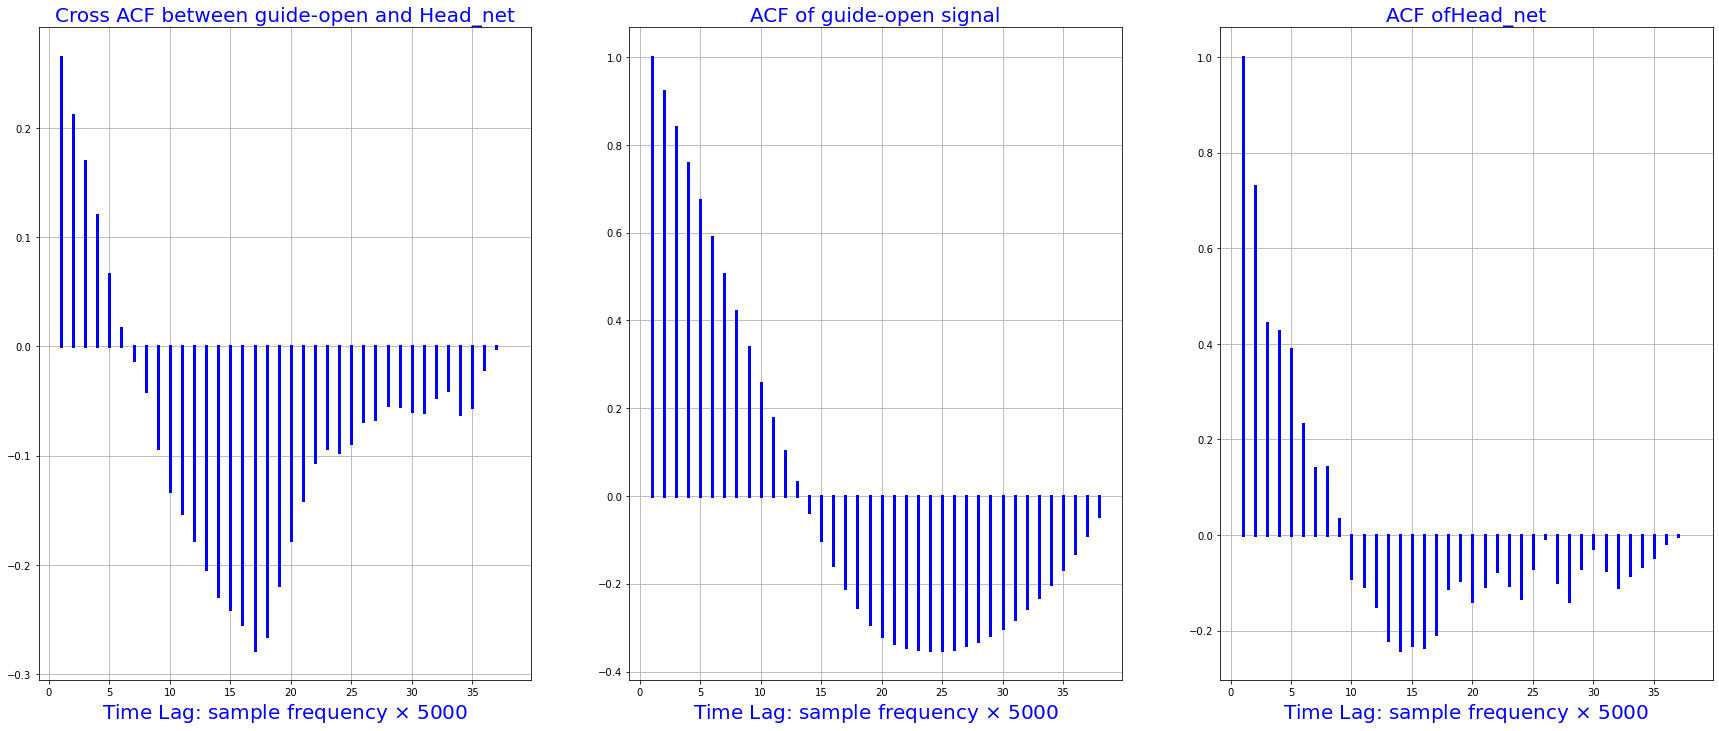 Cross ACF between guide-open and Head_net
0.2
0.1
0.0
−0.1
−0.2
−0.3
0 5 10 15 20 25 30 35
Time Lag: sample frequency × 5000
ACF of guide-open signal
1.0
0.8
0.6
0.4
0.2
0.0
−0.2
−0.4
0 5 10 15 20 25 30 35
Time Lag: sample frequency × 5000
ACF ofHead_net
1.0
0.8
0.6
0.4
0.2
0.0
−0.2
0 5 10 15 20 25 30 35
Time Lag: sample frequency × 5000